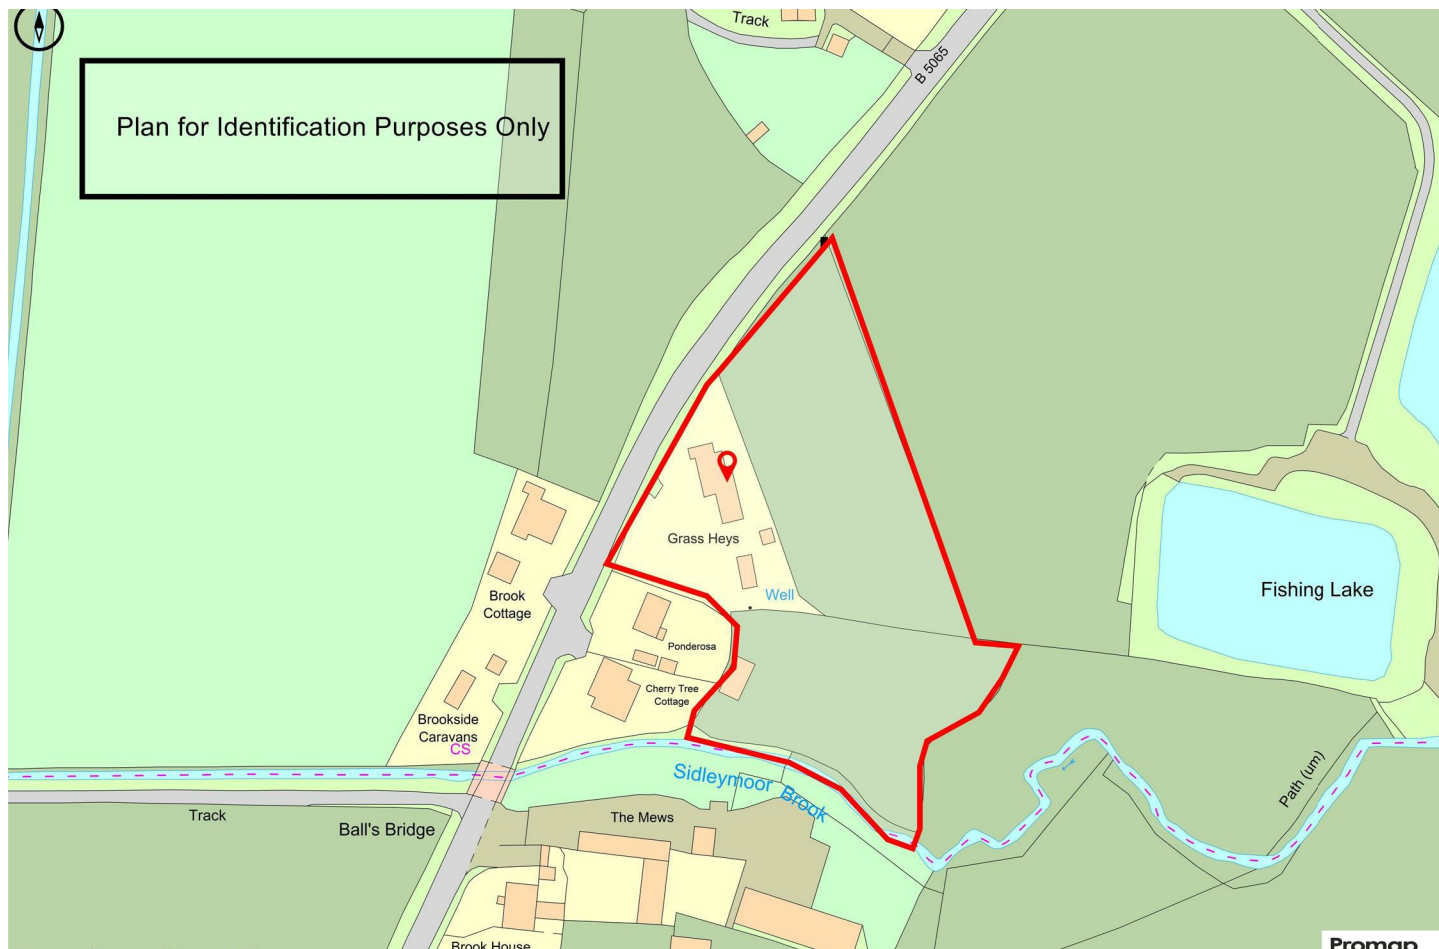 Track
B 5065
Plan for Identification Purposes Only
Grass Heys
Well
Fishing Lake
Brook
Cottage
Ponderosa
Cherry Tree
Cottage
Brookside
Caravans
CS
Sidleymoor Brook
Path (um)
Track
Ball's Bridge
The Mews
Brook House
Promap